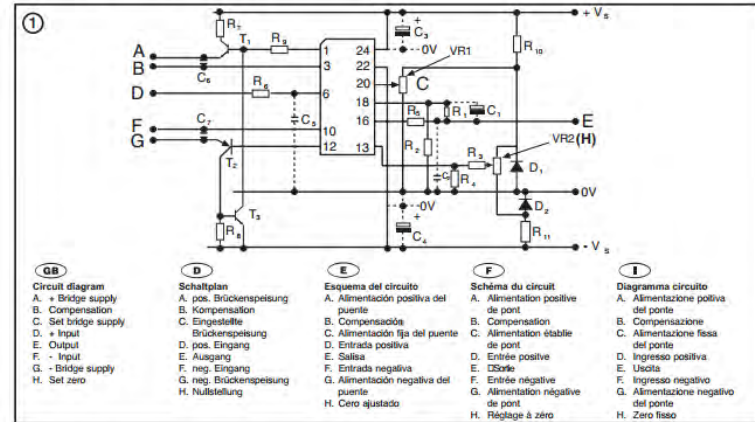 1
+ Vs
R7
T1
R9
1
24
+
C3
0V
VR1
R10
A
B
C6
3
22
20
C
D
R6
6
18
C5
16
R5
R1
C1
E
F
C7
10
G
12
13
R2
R3
VR2(H)
T2
R4
D1
0V
T3
0V
D2
R8
+
C4
R11
- Vs
GB
Circuit diagram
A. + Bridge supply
B. Compensation
C. Set bridge supply
D. + Input
E. Output
F. - Input
G. - Bridge supply
H. Set zero
D
Schaltplan
A. pos. Brückenspeisung
B. Kompensation
C. Eingestellte
Brückenspeisung
D. pos. Eingang
E. Ausgang
F. neg. Eingang
G. neg. Brückenspeisung
H. Nullstellung
E
Esquema del circuito
A. Alimentación positiva del
puente
B. Compensación
C. Alimentación fija del puente
D. Entrada positiva
E. Salisa
F. Entrada negativa
G. Alimentación negativa del
puente
H. Cero ajustado
F
Schéma du circuit
A. Alimentation positive
de pont
B. Compensation
C. Alimentation établie
de pont
D. Entrée positve
E. Sortie
F. Entrée négative
G. Alimentation négative
de pont
H. Réglage à zéro
I
Diagramma circuito
A. Alimentazione poitiva
del ponte
B. Compensazione
C. Alimentazione fissa
del ponte
D. Ingresso positiva
E. Uscita
F. Ingresso negativo
G. Alimentazione negativo
del ponte
H. Zero fisso